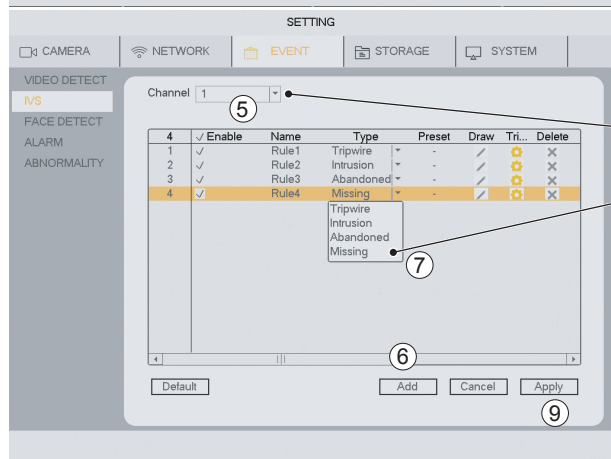 SETTING
CAMERA NETWORK EVENT STORAGE SYSTEM
VIDEO DETECT
IVS
FACE DETECT
ALARM
ABNORMALITY
Channel 1
5
4 ✓ Enable Name Type Preset Draw Tri... Delete
1 ✓ Rule1 Tripwire -
2 ✓ Rule2 Intrusion -
3 ✓ Rule3 Abandoned -
4 ✓ Rule4 Missing -
Tripwire
Intrusion
Abandoned
Missing
7
6
Default Add Cancel Apply
9